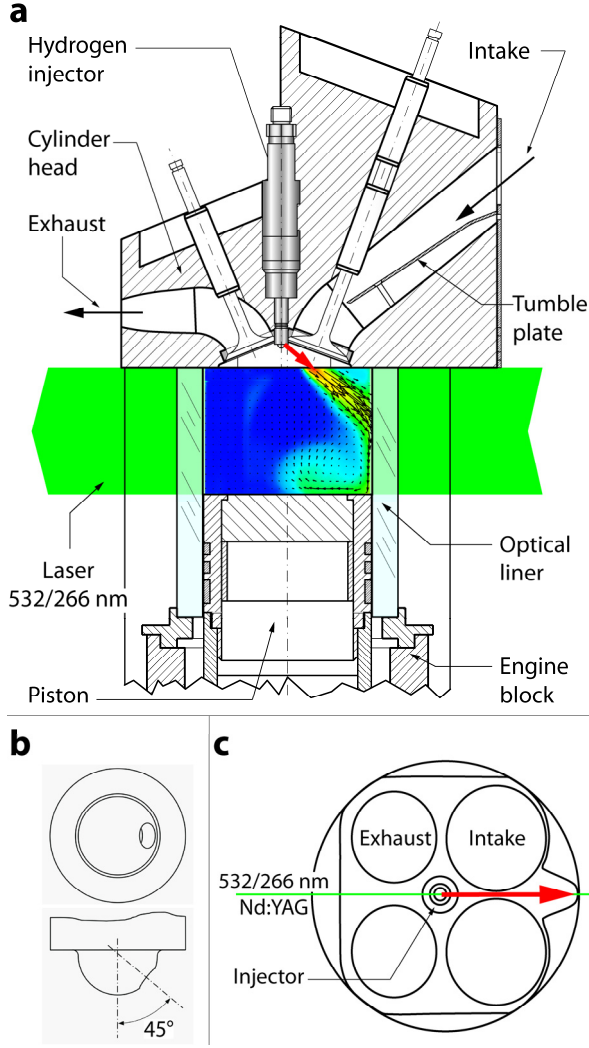 a
Hydrogen
injector
Intake
Cylinder
head
Exhaust
Tumble
plate
Laser
532/266 nm
Optical
liner
Piston
Engine
block
b
45°
c
Exhaust
Intake
532/266 nm
Nd:YAG
Injector